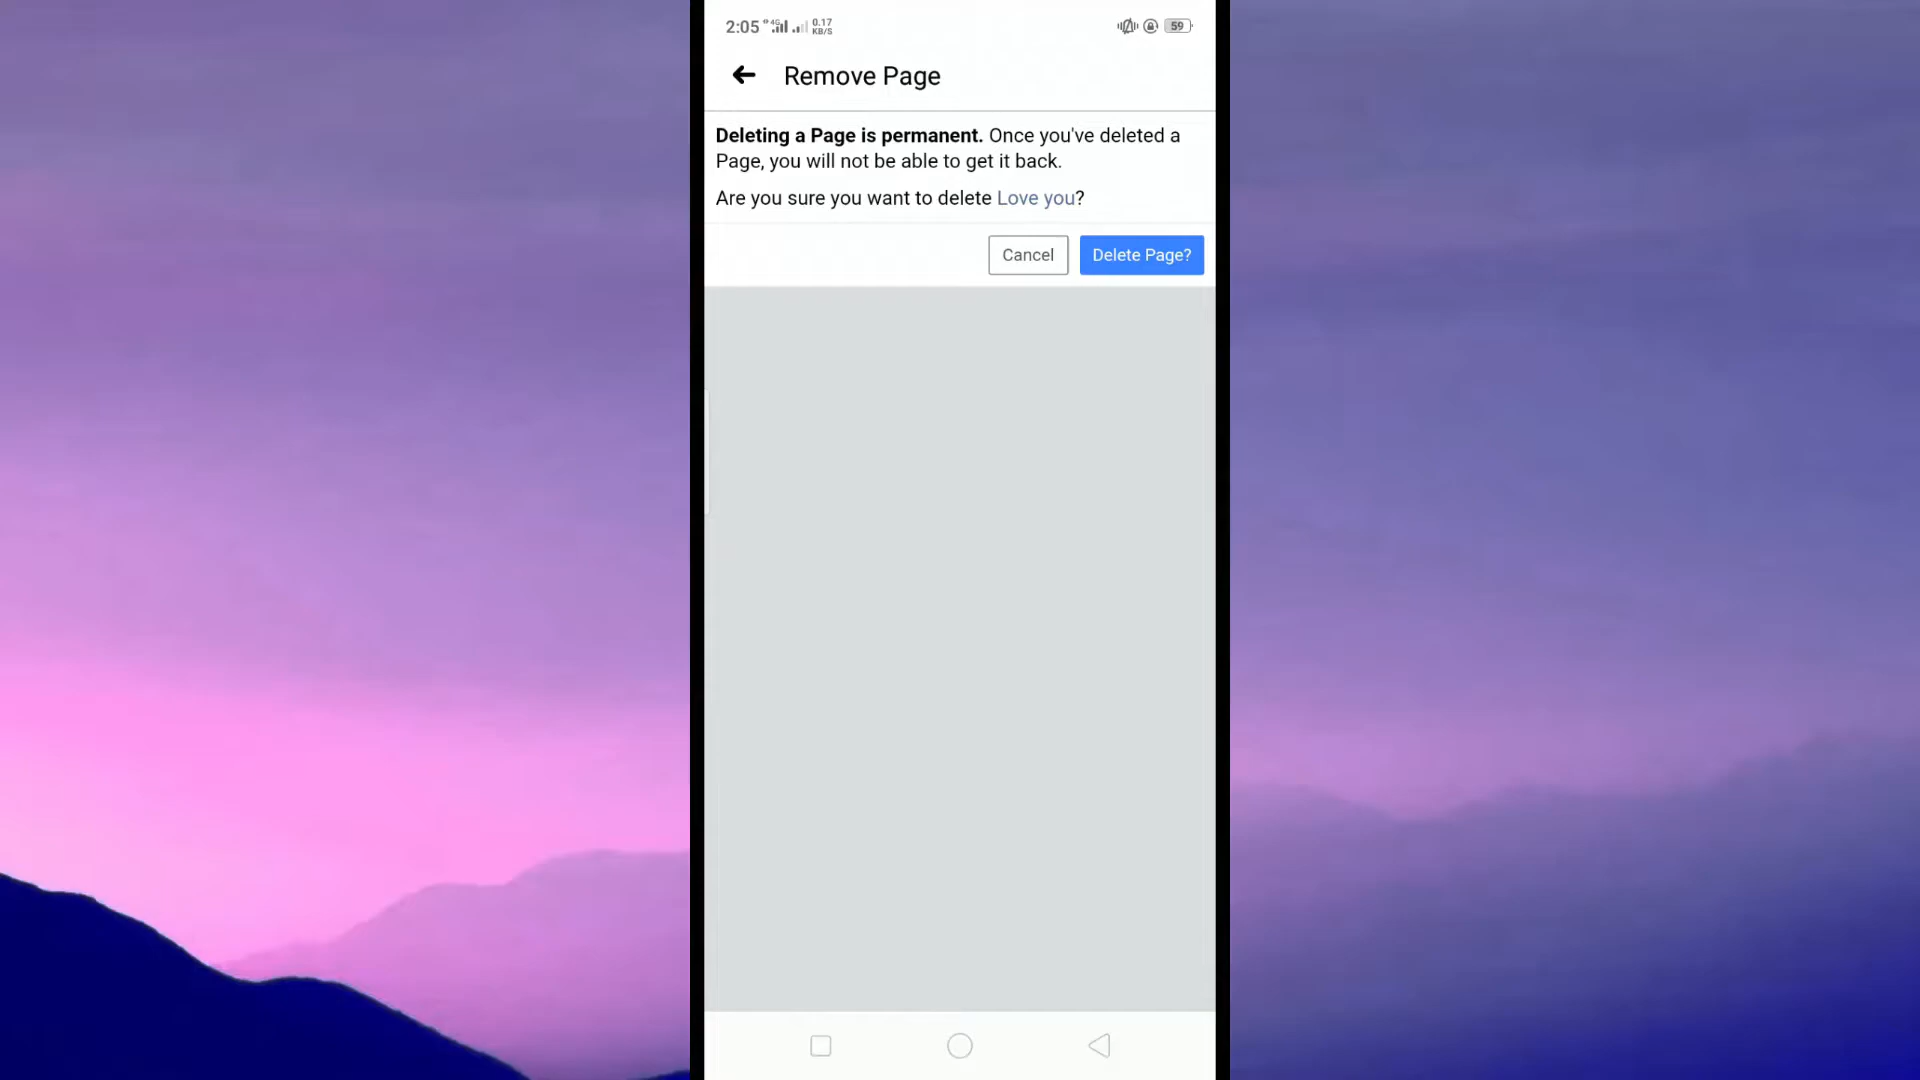 2:05 4G 0.17 KB/S 59
Remove Page
Deleting a Page is permanent. Once you've deleted a
Page, you will not be able to get it back.
Are you sure you want to delete Love you?
Cancel Delete Page?